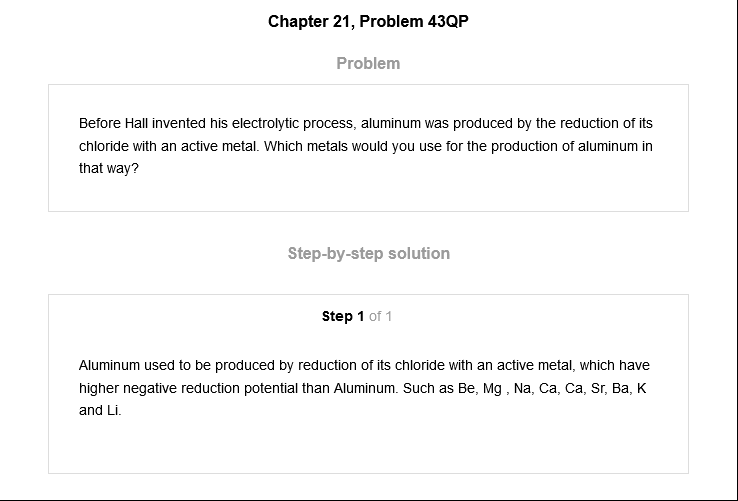 Chapter 21, Problem 43QP
Problem
Before Hall invented his electrolytic process, aluminum was produced by the reduction of its
chloride with an active metal. Which metals would you use for the production of aluminum in
that way?
Step-by-step solution
Step 1 of 1
Aluminum used to be produced by reduction of its chloride with an active metal, which have
higher negative reduction potential than Aluminum. Such as Be, Mg , Na, Ca, Ca, Sr, Ba, K
and Li.